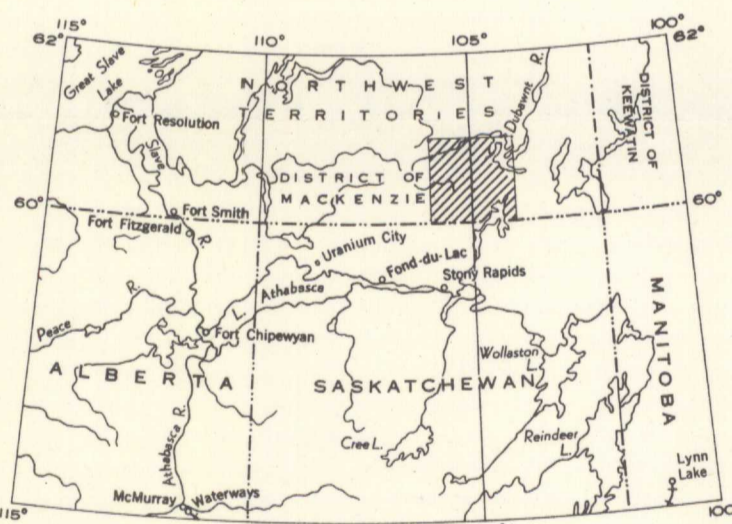 115°
110°
105°
100°
62°
62°
Great Slave
Lake
NORTHWEST
TERRITORIES
Dubawnt R.
DISTRICT OF
KEEWATIN
Fort Resolution
Slave
R.
DISTRICT OF
MACKENZIE
60°
60°
Fort Smith
Fort Fitzgerald
Uranium City
Fond-du-Lac
Stony Rapids
L. Athabasca
Peace R.
Fort Chipewyan
ALBERTA
SASKATCHEWAN
MANITOBA
Wollaston
L.
Cree L.
Reindeer
L.
Athabasca R.
Lynn
Lake
McMurray
Waterways
115°
100